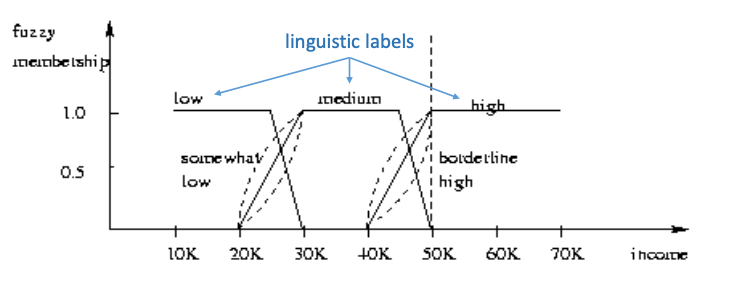 fuzzy
membership
linguistic labels
low
medium
high
1.0
0.5
somewhat
low
borderline
high
10K 20K 30K 40K 50K 60K 70K income